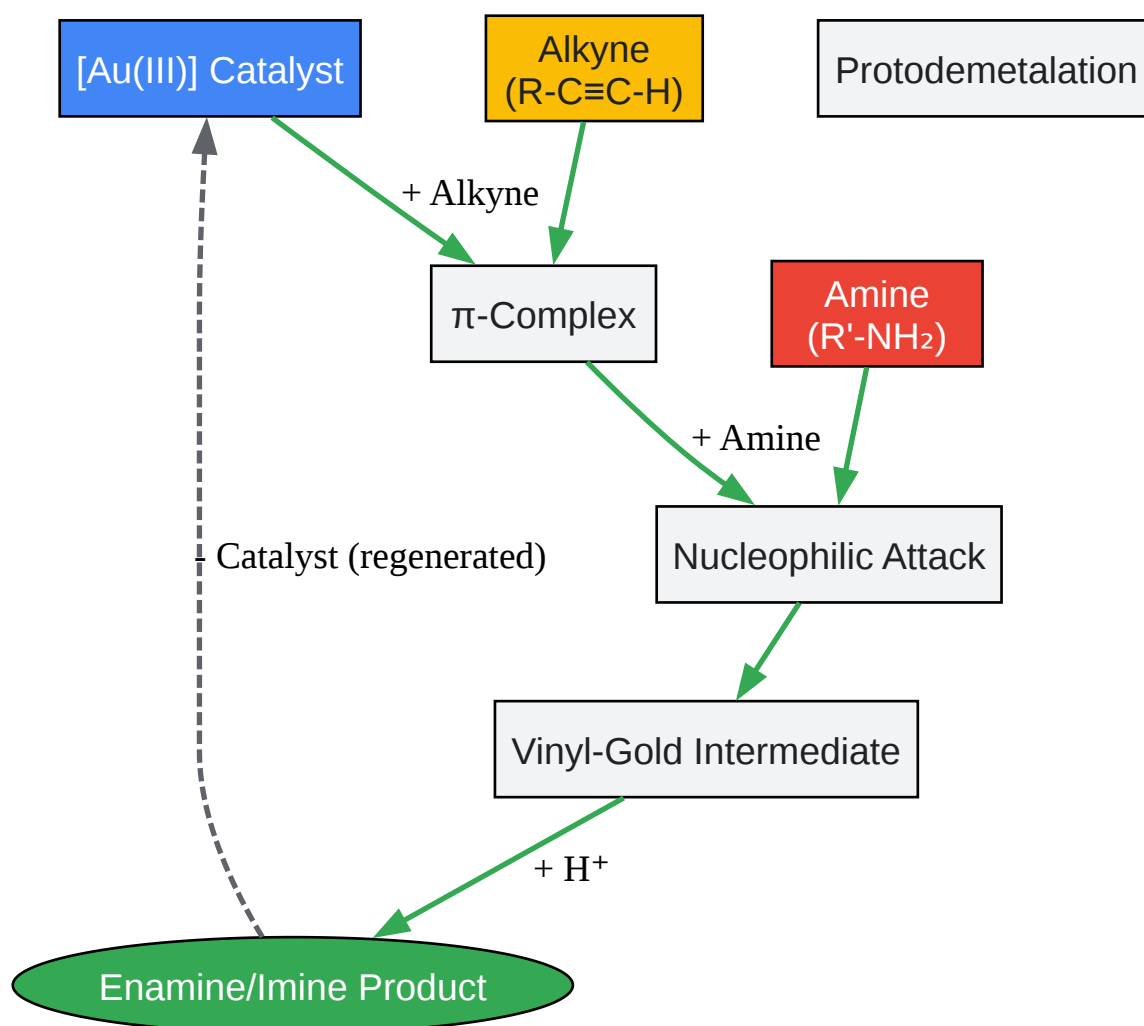 [Au(III)] Catalyst
Alkyne
(R-C≡C-H)
Protodemetalation
+ Alkyne
π-Complex
Amine
(R'-NH₂)
+ Amine
Nucleophilic Attack
- Catalyst (regenerated)
Vinyl-Gold Intermediate
+ H⁺
Enamine/Imine Product